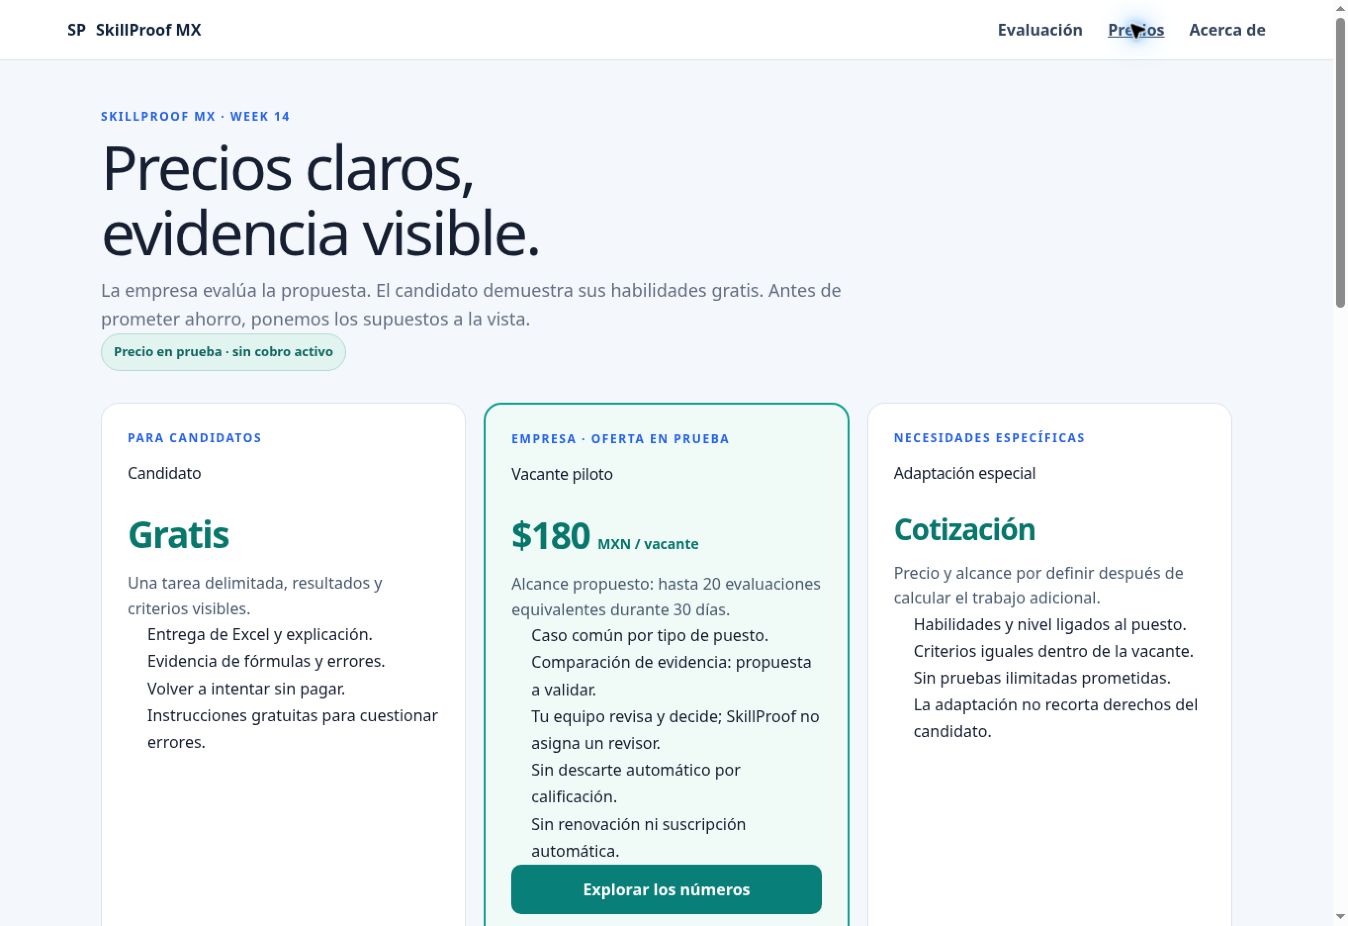 SP SkillProof MX
Evaluación Precios Acerca de
SKILLPROOF MX · WEEK 14
Precios claros,
evidencia visible.
La empresa evalúa la propuesta. El candidato demuestra sus habilidades gratis. Antes de
prometer ahorro, ponemos los supuestos a la vista.
Precio en prueba · sin cobro activo
PARA CANDIDATOS
Candidato
Gratis
Una tarea delimitada, resultados y
criterios visibles.
Entrega de Excel y explicación.
Evidencia de fórmulas y errores.
Volver a intentar sin pagar.
Instrucciones gratuitas para cuestionar
errores.
EMPRESA · OFERTA EN PRUEBA
Vacante piloto
$180 MXN / vacante
Alcance propuesto: hasta 20 evaluaciones
equivalentes durante 30 días.
Caso común por tipo de puesto.
Comparación de evidencia: propuesta
a validar.
Tu equipo revisa y decide; SkillProof no
asigna un revisor.
Sin descarte automático por
calificación.
Sin renovación ni suscripción
automática.
Explorar los números
NECESIDADES ESPECÍFICAS
Adaptación especial
Cotización
Precio y alcance por definir después de
calcular el trabajo adicional.
Habilidades y nivel ligados al puesto.
Criterios iguales dentro de la vacante.
Sin pruebas ilimitadas prometidas.
La adaptación no recorta derechos del
candidato.